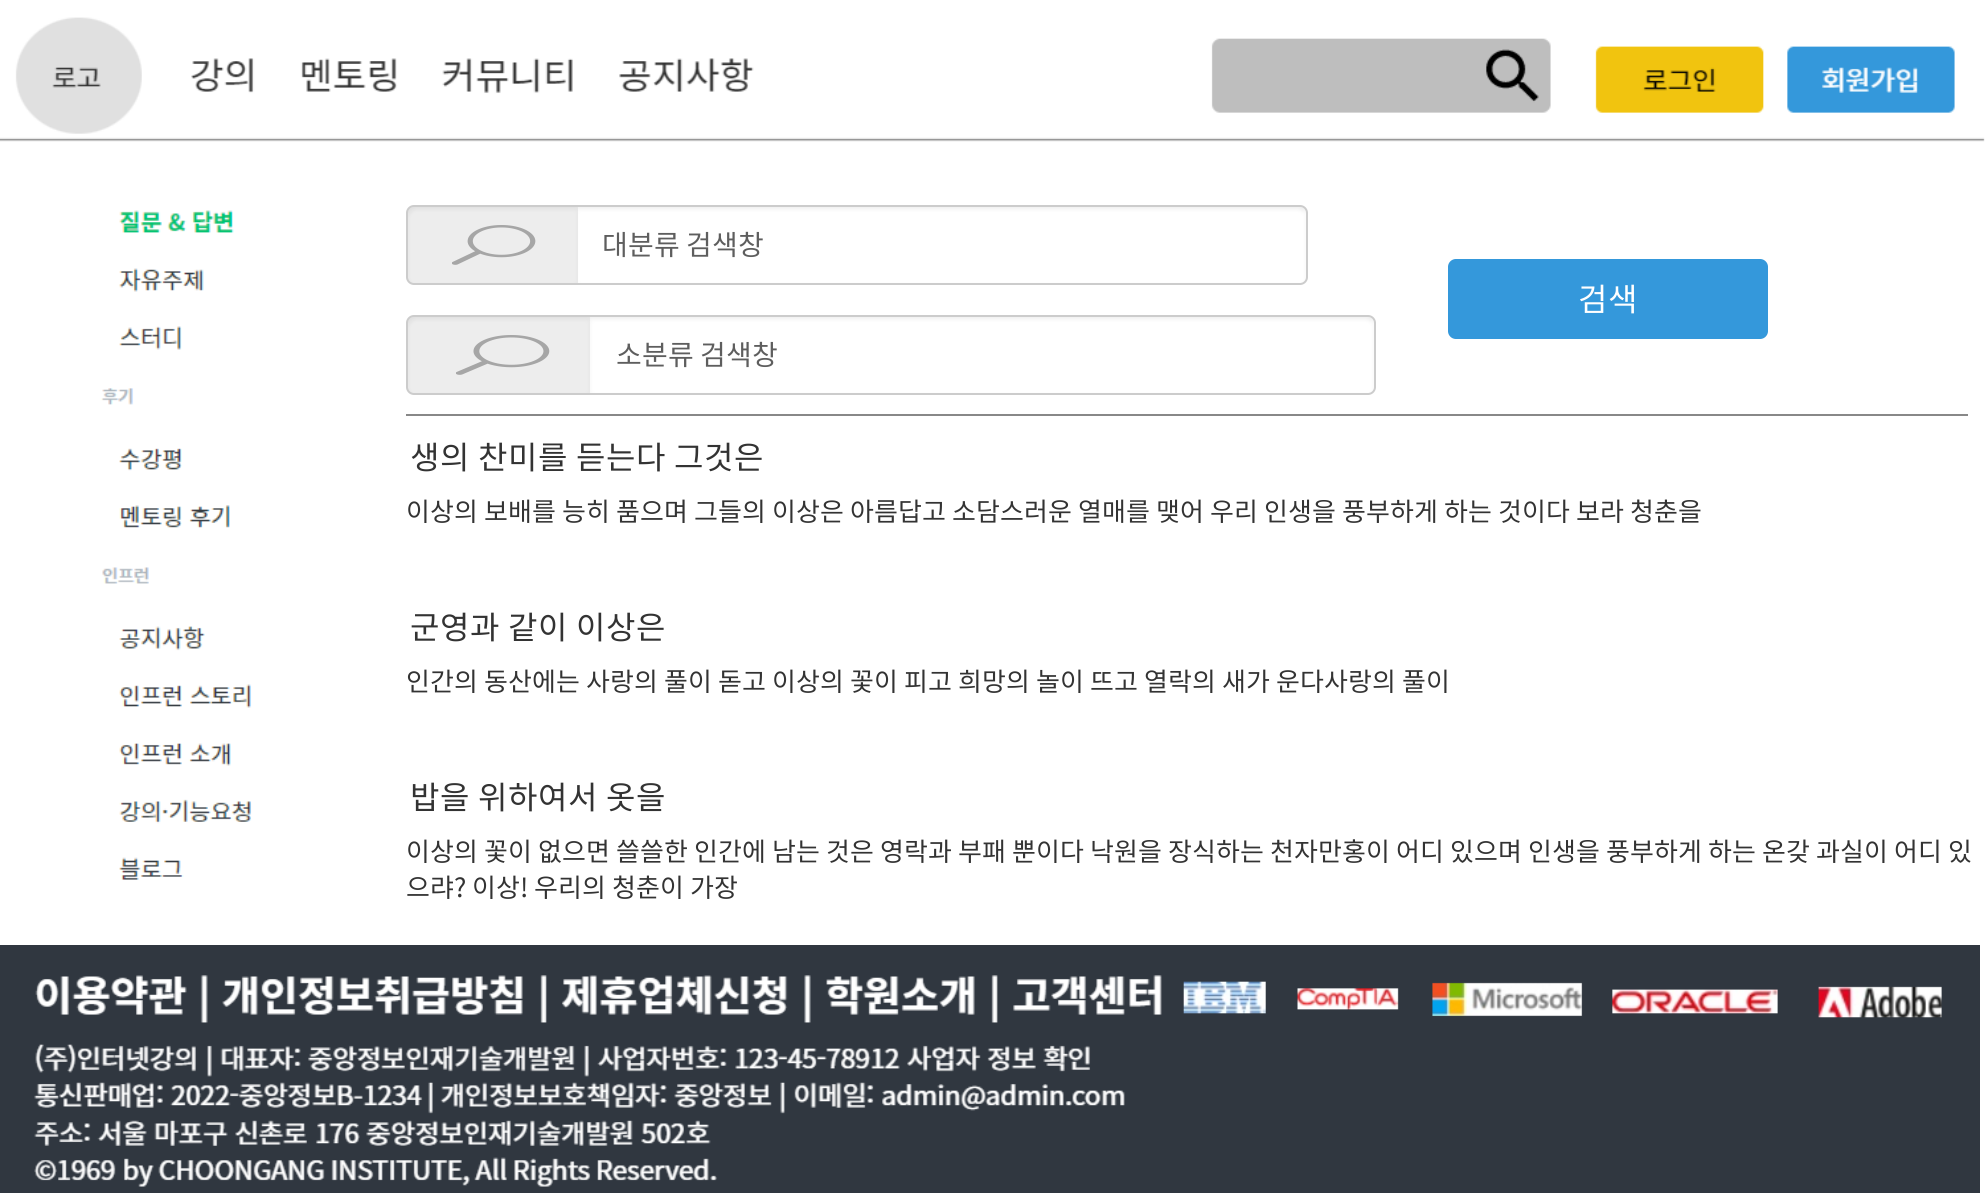 로고
강의 멘토링 커뮤니티 공지사항
로그인
회원가입
질문 & 답변
자유주제
스터디
후기
수강평
멘토링 후기
인프런
공지사항
인프런 스토리
인프런 소개
강의·기능요청
블로그
대분류 검색창
소분류 검색창
검색
생의 찬미를 듣는다 그것은
이상의 보배를 능히 품으며 그들의 이상은 아름답고 소담스러운 열매를 맺어 우리 인생을 풍부하게 하는 것이다 보라 청춘을
군영과 같이 이상은
인간의 동산에는 사랑의 풀이 돋고 이상의 꽃이 피고 희망의 놀이 뜨고 열락의 새가 운다사랑의 풀이
밥을 위하여서 옷을
이상의 꽃이 없으면 쓸쓸한 인간에 남는 것은 영락과 부패 뿐이다 낙원을 장식하는 천자만홍이 어디 있으며 인생을 풍부하게 하는 온갖 과실이 어디 있
으랴? 이상! 우리의 청춘이 가장
이용약관 | 개인정보취급방침 | 제휴업체신청 | 학원소개 | 고객센터
IBM CompTIA Microsoft ORACLE Adobe
(주)인터넷강의 | 대표자: 중앙정보인재기술개발원 | 사업자번호: 123-45-78912 사업자 정보 확인
통신판매업: 2022-중앙정보B-1234 | 개인정보보호책임자: 중앙정보 | 이메일: admin@admin.com
주소: 서울 마포구 신촌로 176 중앙정보인재기술개발원 502호
©1969 by CHOONGANG INSTITUTE, All Rights Reserved.